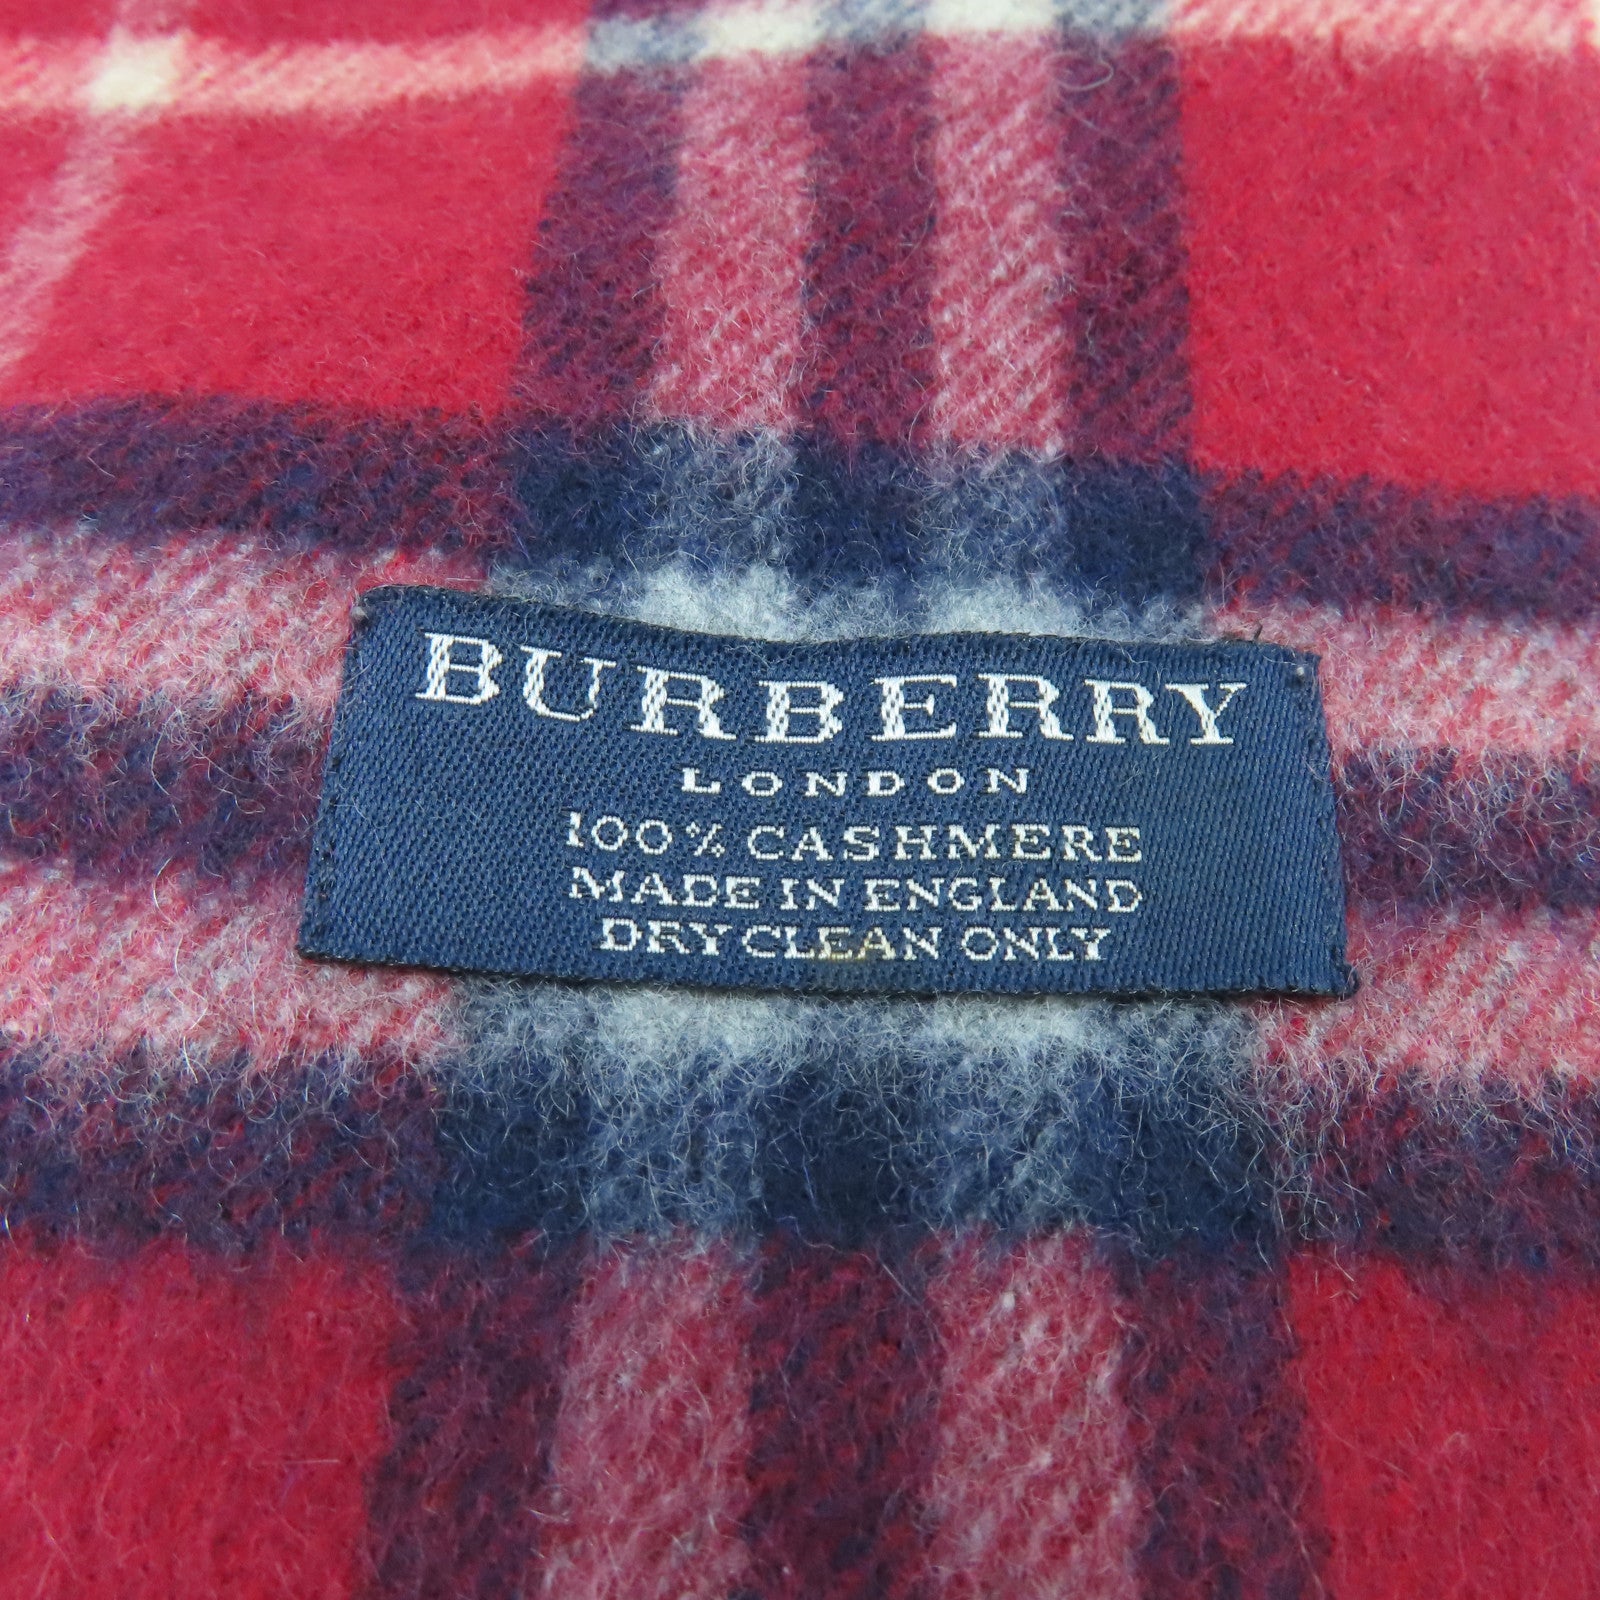 BURBERRY
LONDON
100% CASHMERE
MADE IN ENGLAND
DRY CLEAN ONLY